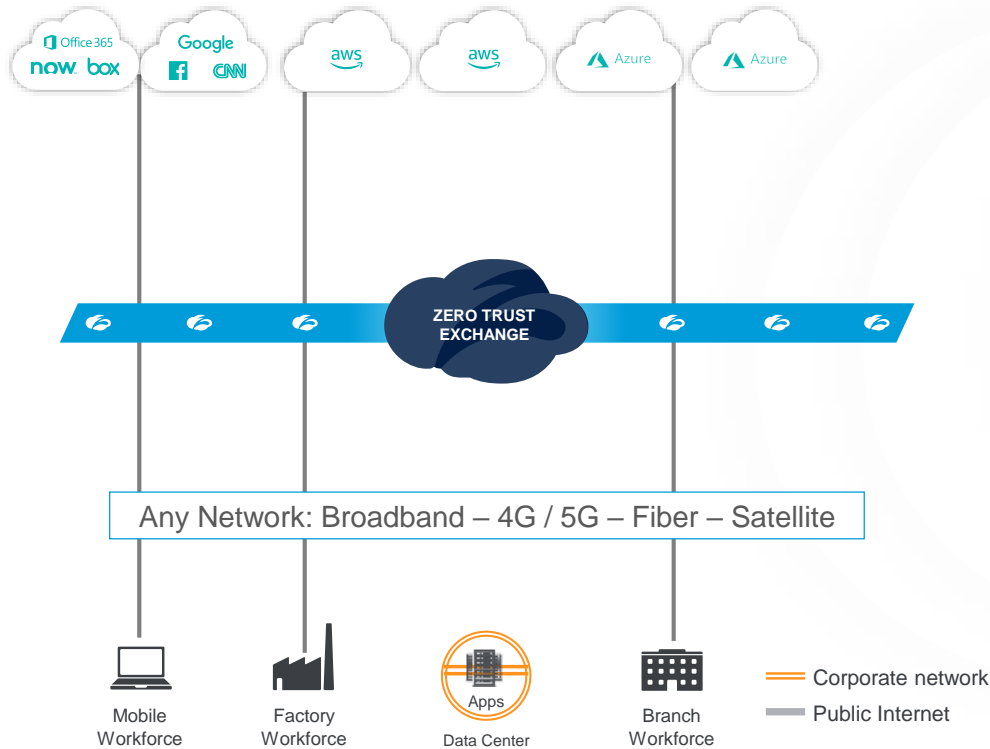 Office 365
now. box
Google
CNN
aws
aws
Azure
Azure
ZERO TRUST
EXCHANGE
Any Network: Broadband – 4G / 5G – Fiber – Satellite
Apps
Mobile
Workforce
Factory
Workforce
Data Center
Branch
Workforce
Corporate network
Public Internet